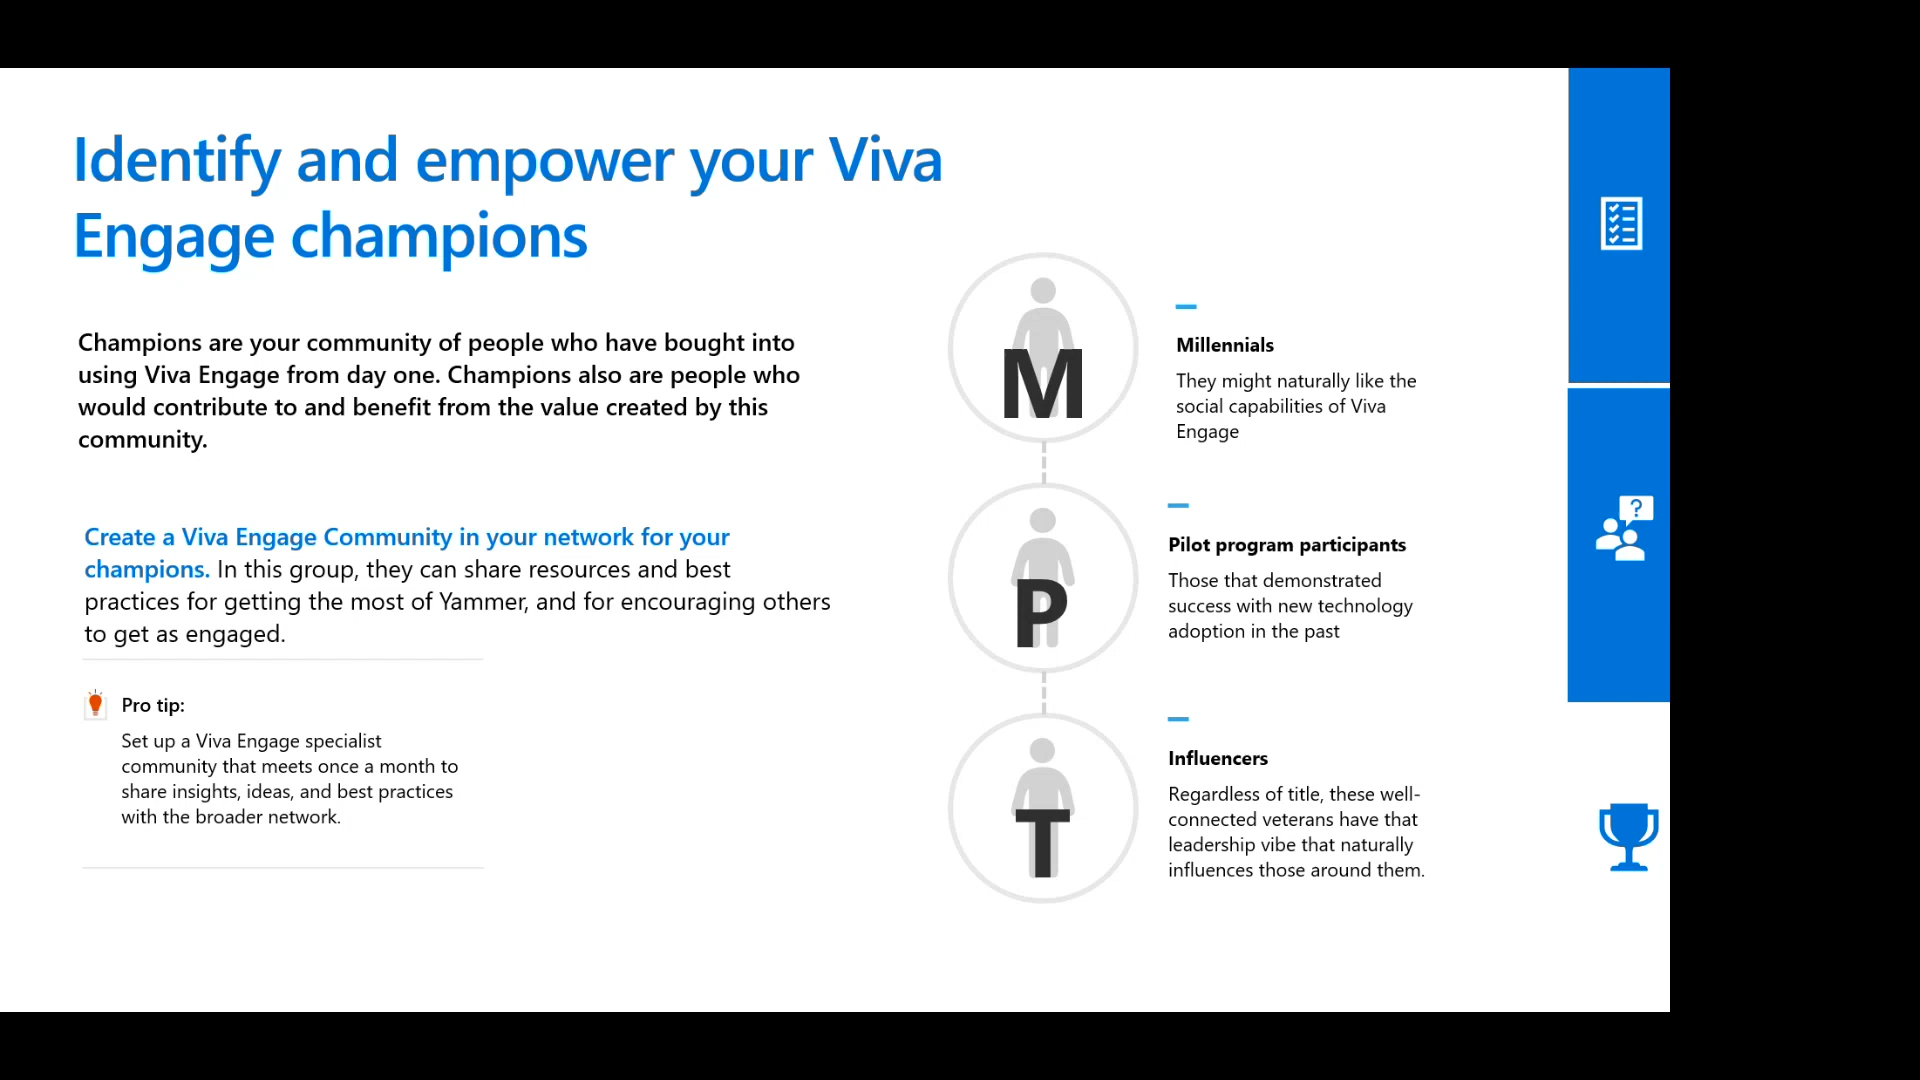 Identify and empower your Viva
Engage champions
Champions are your community of people who have bought into
using Viva Engage from day one. Champions also are people who
would contribute to and benefit from the value created by this
community.
Create a Viva Engage Community in your network for your
champions. In this group, they can share resources and best
practices for getting the most of Yammer, and for encouraging others
to get as engaged.
Pro tip:
Set up a Viva Engage specialist
community that meets once a month to
share insights, ideas, and best practices
with the broader network.
M
Millennials
They might naturally like the
social capabilities of Viva
Engage
P
Pilot program participants
Those that demonstrated
success with new technology
adoption in the past
T
Influencers
Regardless of title, these well-
connected veterans have that
leadership vibe that naturally
influences those around them.
?